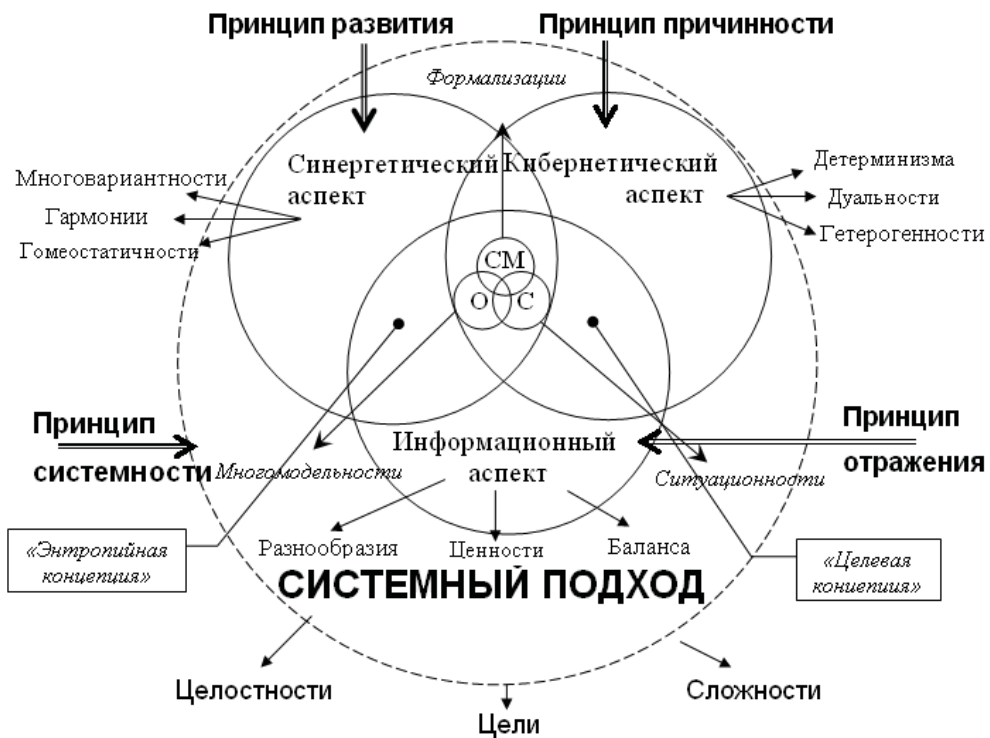 Принцип развития
Принцип причинности
Формализации
Синергетический
аспект
Кибернетический
аспект
Многовариантности
Гармонии
Гомеостатичности
Детерминизма
Дуальности
Гетерогенности
СМ
О
С
Принцип
системности
Принцип
отражения
Информационный
аспект
Многомодельности
Ситуационности
«Энтропийная
концепция»
Разнообразия
Ценности
Баланса
«Целевая
кониепиия»
СИСТЕМНЫЙ ПОДХОД
Целостности
Цели
Сложности